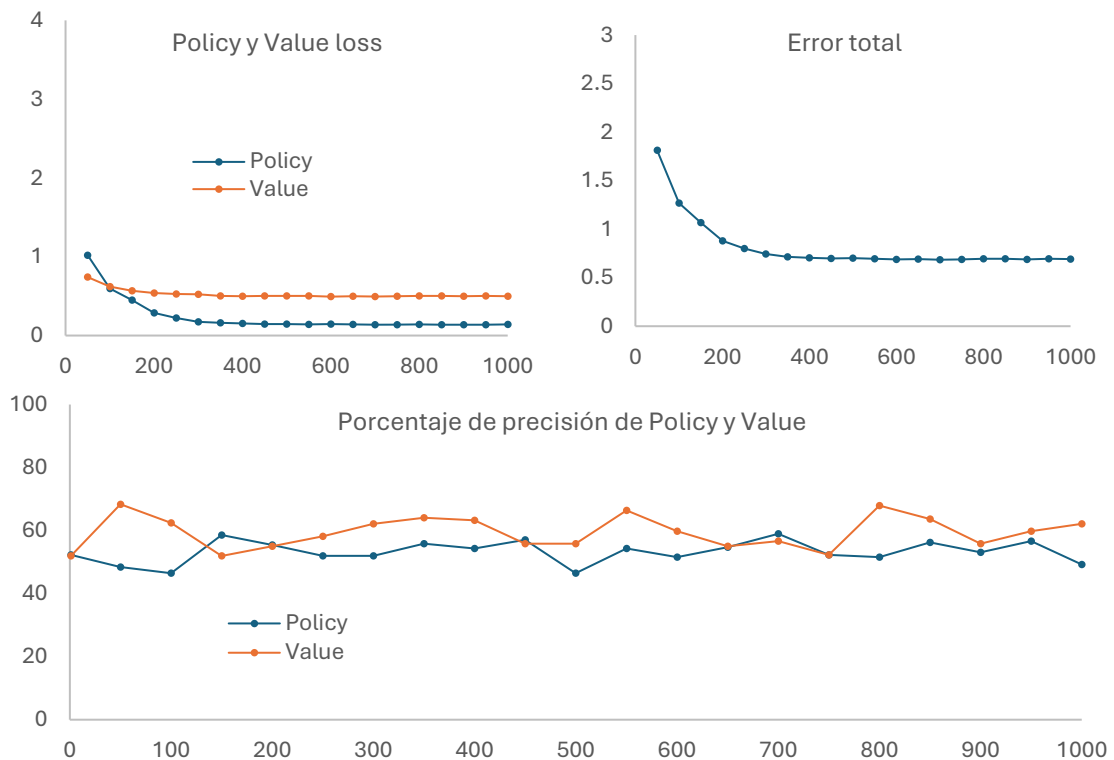 Policy y Value loss
4
3
2
1
0
Policy
Value
0 200 400 600 800 1000
Error total
3
2.5
2
1.5
1
0.5
0
0 200 400 600 800 1000
Porcentaje de precisión de Policy y Value
100
80
60
40
20
0
Policy
Value
0 100 200 300 400 500 600 700 800 900 1000